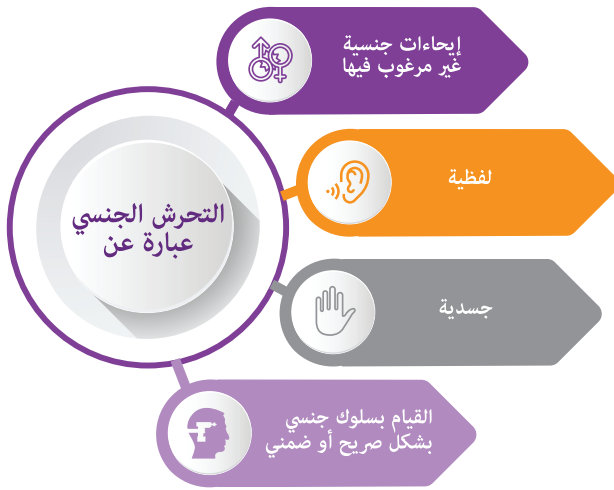 التحرش الجنسي
عبارة عن
إيحاءات جنسية
غير مرغوب فيها
لفظية
جسدية
القيام بسلوك جنسي
بشكل صريح أو ضمني